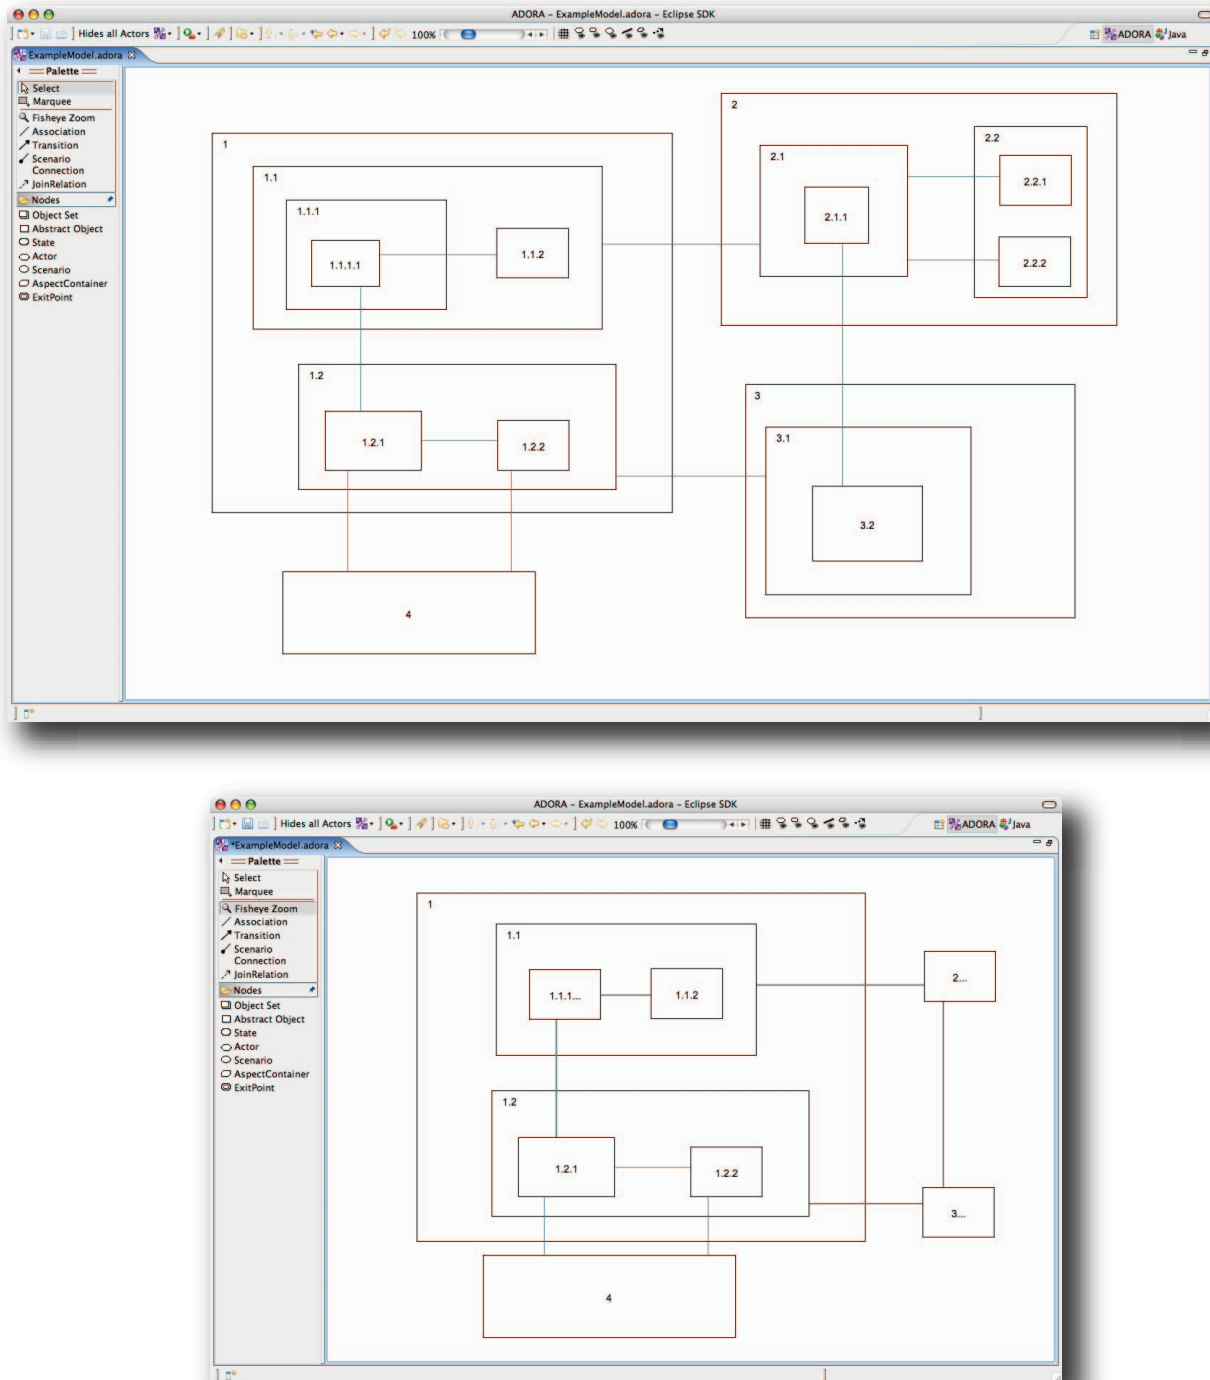 ADORA – ExampleModel.adora – Eclipse SDK
Hides all Actors 100% ADORA Java
ExampleModel.adora
Palette
Select
Marquee
Fisheye Zoom
Association
Transition
Scenario
Connection
JoinRelation
Nodes
Object Set
Abstract Object
State
Actor
Scenario
AspectContainer
ExitPoint
1
1.1
1.1.1
1.1.1.1
1.1.2
1.2
1.2.1
1.2.2
4
2
2.1
2.1.1
2.2
2.2.1
2.2.2
3
3.1
3.2
ADORA – ExampleModel.adora – Eclipse SDK
Hides all Actors 100% ADORA Java
*ExampleModel.adora
Palette
Select
Marquee
Fisheye Zoom
Association
Transition
Scenario
Connection
JoinRelation
Nodes
Object Set
Abstract Object
State
Actor
Scenario
AspectContainer
ExitPoint
1
1.1
1.1.1...
1.1.2
1.2
1.2.1
1.2.2
4
2...
3...